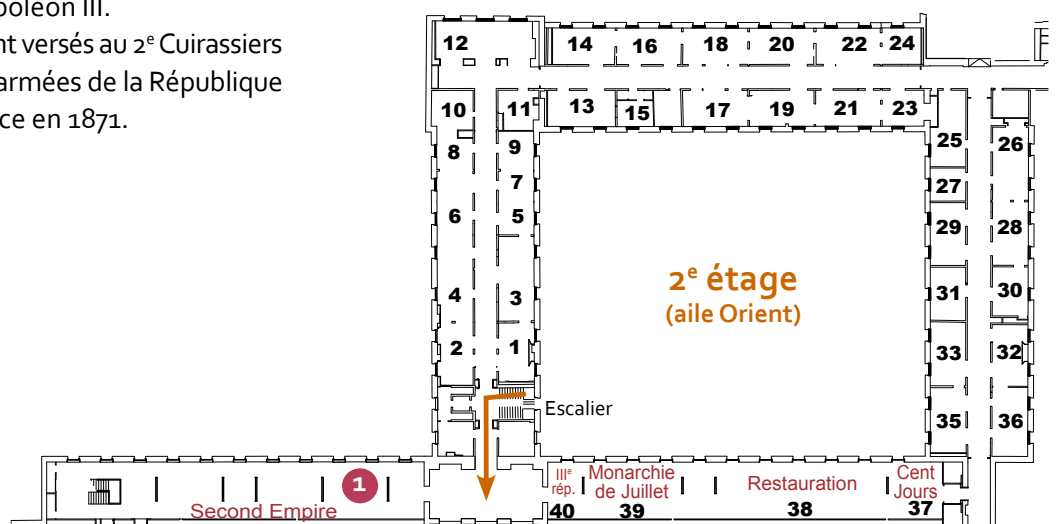 poléon III.
nt versés au 2e Cuirassiers
armées de la République
ce en 1871.
12
14 16 18 20 22 24
10 11 13 15 17 19 21 23
8 9 25 26
7 27
6 5 29 28
2e étage
(aile Orient)
4 3 31 30
2 1 33 32
Escalier
35 36
1
Second Empire
IIIe
rép.
40
Monarchie
de Juillet
39
Restauration
38
Cent
Jours
37